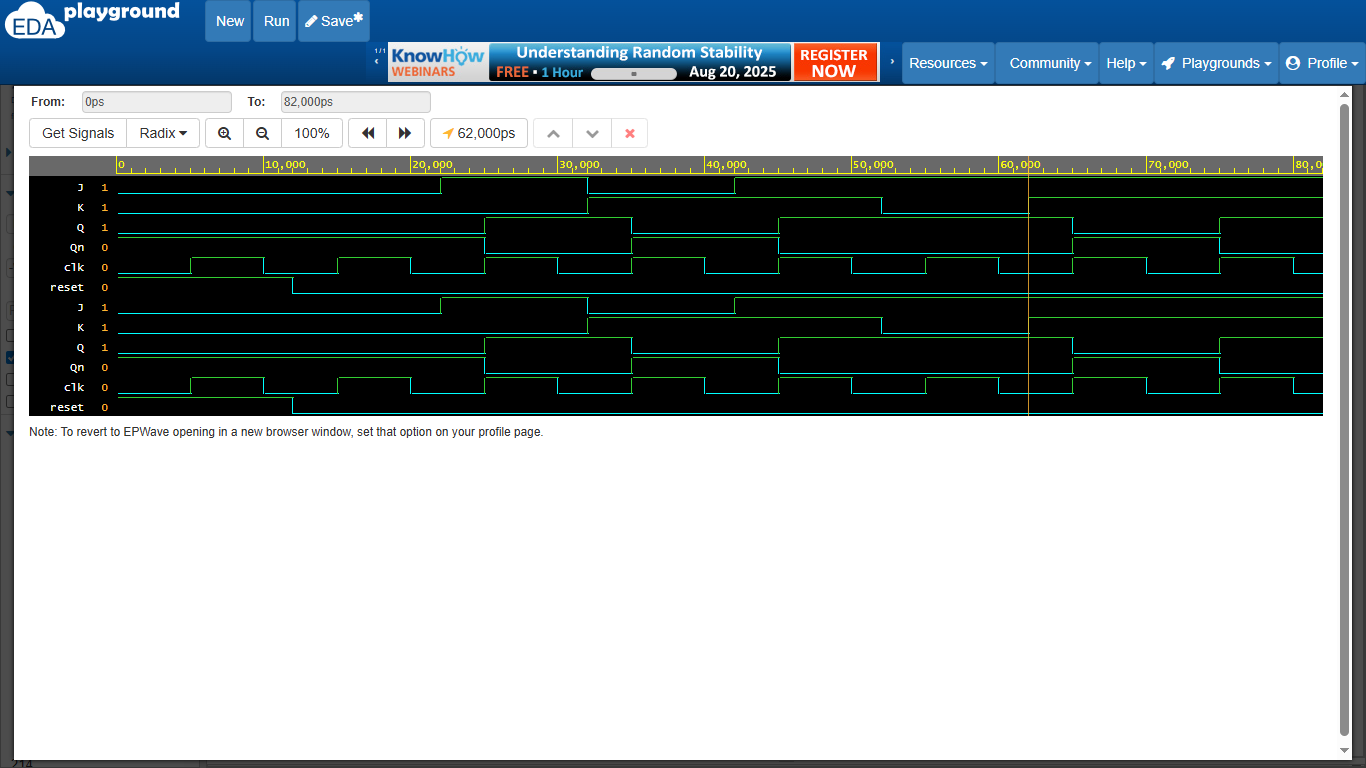 EDA playground
New Run Save*
1/1
KnowHow WEBINARS
Understanding Random Stability
FREE • 1 Hour
Aug 20, 2025
REGISTER NOW
Resources Community Help Playgrounds Profile
From: 0ps To: 82,000ps
Get Signals Radix 100% 62,000ps
0 10,000 20,000 30,000 40,000 50,000 60,000 70,000 80,0
J 1
K 1
Q 1
Qn 0
clk 0
reset 0
J 1
K 1
Q 1
Qn 0
clk 0
reset 0
Note: To revert to EPWave opening in a new browser window, set that option on your profile page.